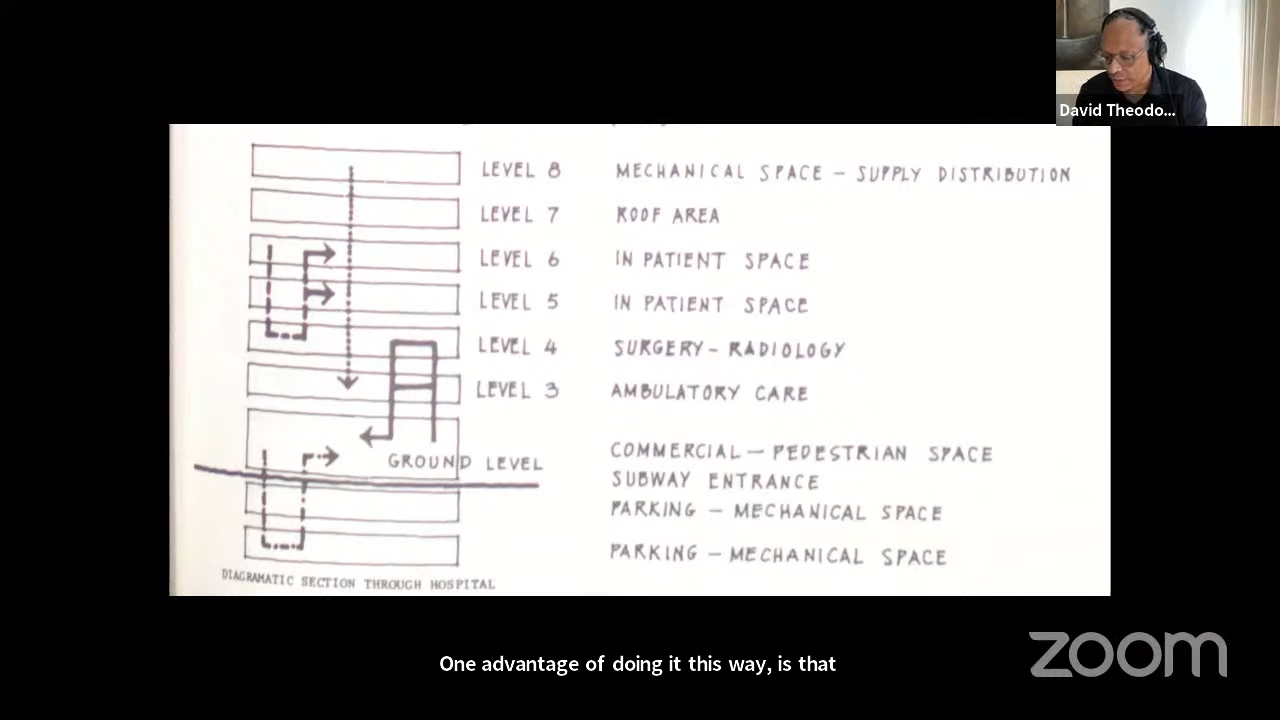 David Theodo...
LEVEL 8 MECHANICAL SPACE - SUPPLY DISTRIBUTION
LEVEL 7 ROOF AREA
LEVEL 6 IN PATIENT SPACE
LEVEL 5 IN PATIENT SPACE
LEVEL 4 SURGERY - RADIOLOGY
LEVEL 3 AMBULATORY CARE
GROUND LEVEL COMMERCIAL - PEDESTRIAN SPACE
SUBWAY ENTRANCE
PARKING - MECHANICAL SPACE
PARKING - MECHANICAL SPACE
DIAGRAMATIC SECTION THROUGH HOSPITAL
One advantage of doing it this way, is that
zoom